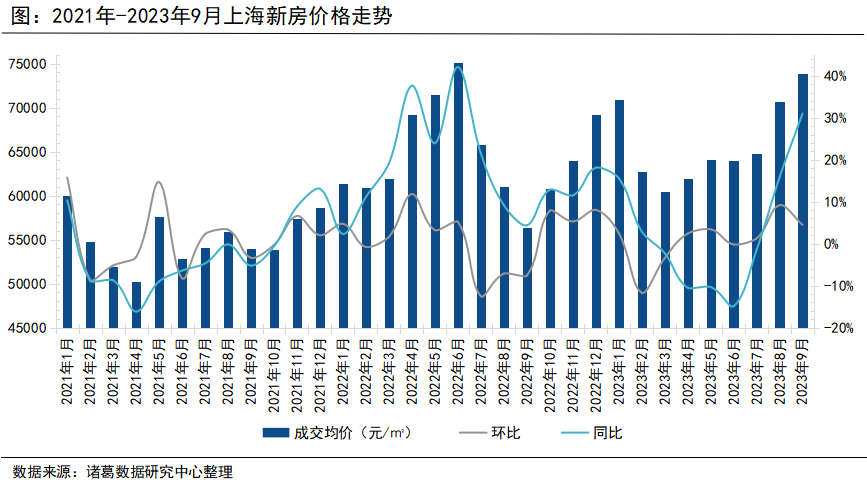 图：2021年-2023年9月上海新房价格走势
75000
70000
65000
60000
55000
50000
45000
40%
30%
20%
10%
0%
-10%
-20%
2021年1月
2021年2月
2021年3月
2021年4月
2021年5月
2021年6月
2021年7月
2021年8月
2021年9月
2021年10月
2021年11月
2021年12月
2022年1月
2022年2月
2022年3月
2022年4月
2022年5月
2022年6月
2022年7月
2022年8月
2022年9月
2022年10月
2022年11月
2022年12月
2023年1月
2023年2月
2023年3月
2023年4月
2023年5月
2023年6月
2023年7月
2023年8月
2023年9月
成交均价（元/㎡） 环比 同比
数据来源：诸葛数据研究中心整理